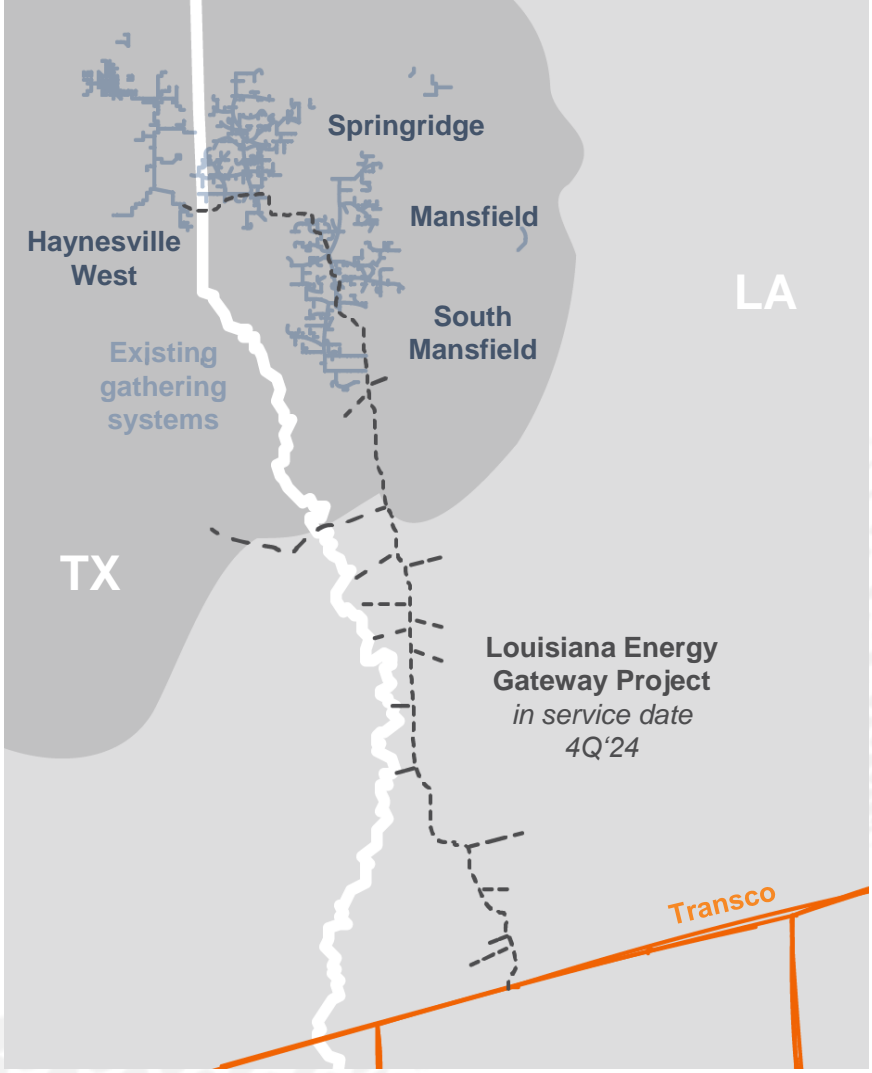 Springridge
Mansfield
Haynesville
West
LA
South
Mansfield
Existing
gathering
systems
TX
Louisiana Energy
Gateway Project
in service date
4Q‘24
Transco